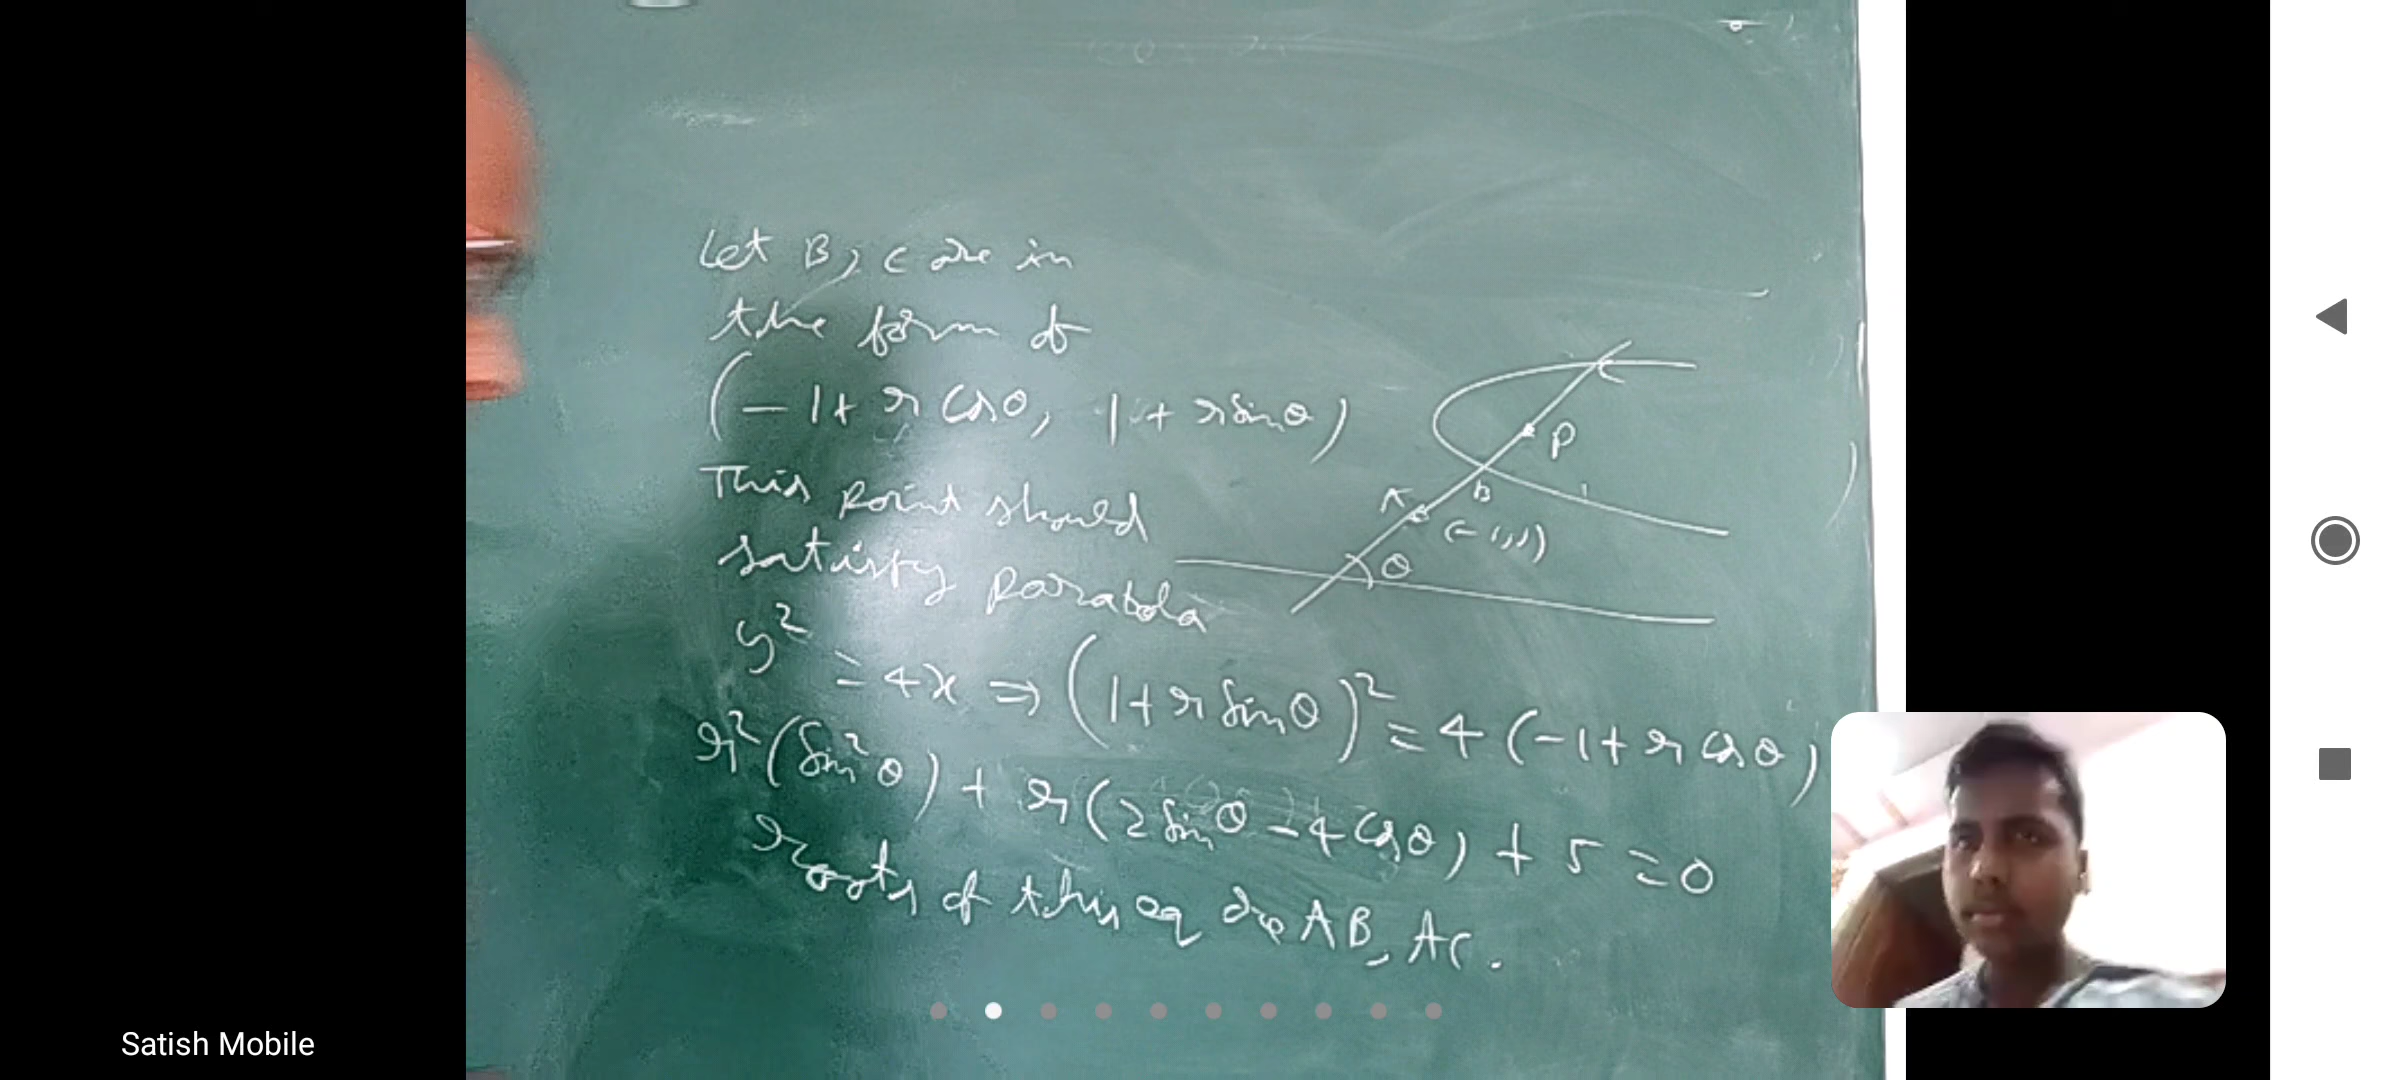 Let B, C are in
the form of
(-1+r cosθ, 1+r sinθ)
This point should
satisfy parabola
y² = 4x ⇒ (1+r sinθ)² = 4(-1+r cosθ)
r²(sin²θ) + r(2sinθ - 4cosθ) + 5 = 0
roots of this eq are AB, AC.
C
P
B
A
(-1,1)
θ
Satish Mobile